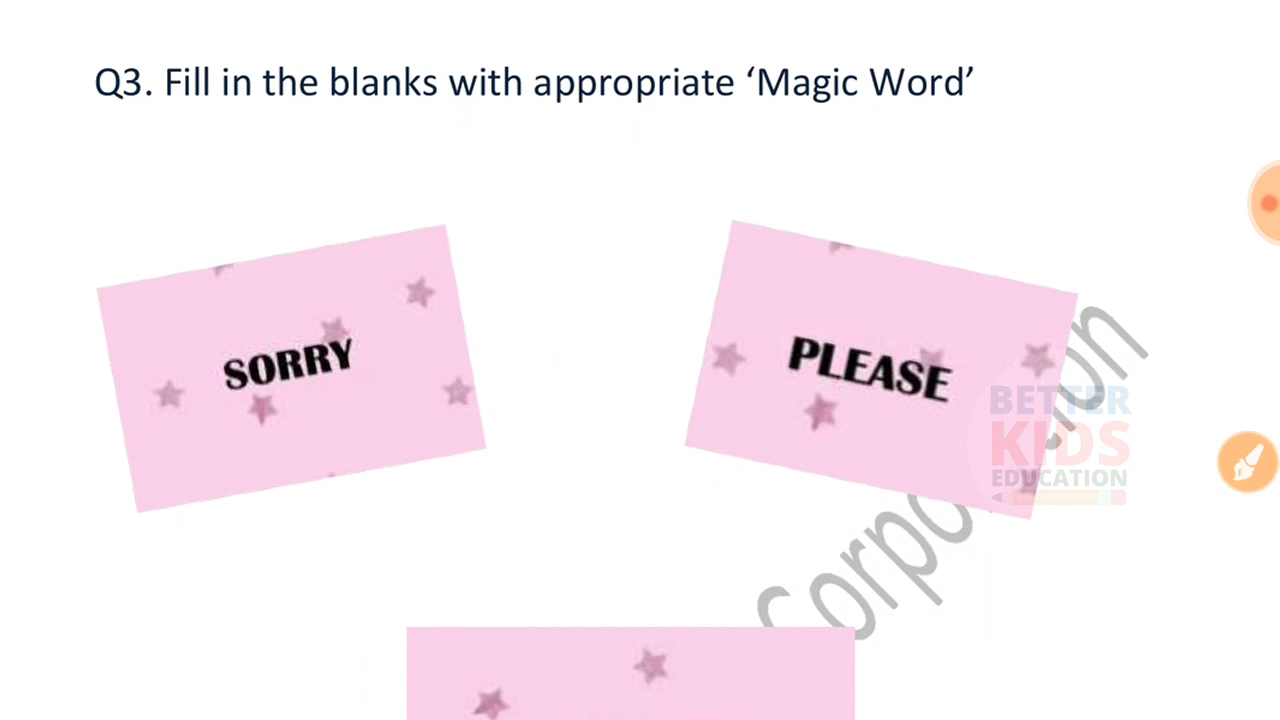 Q3. Fill in the blanks with appropriate ‘Magic Word’
SORRY
PLEASE
BETTER
KIDS
EDUCATION